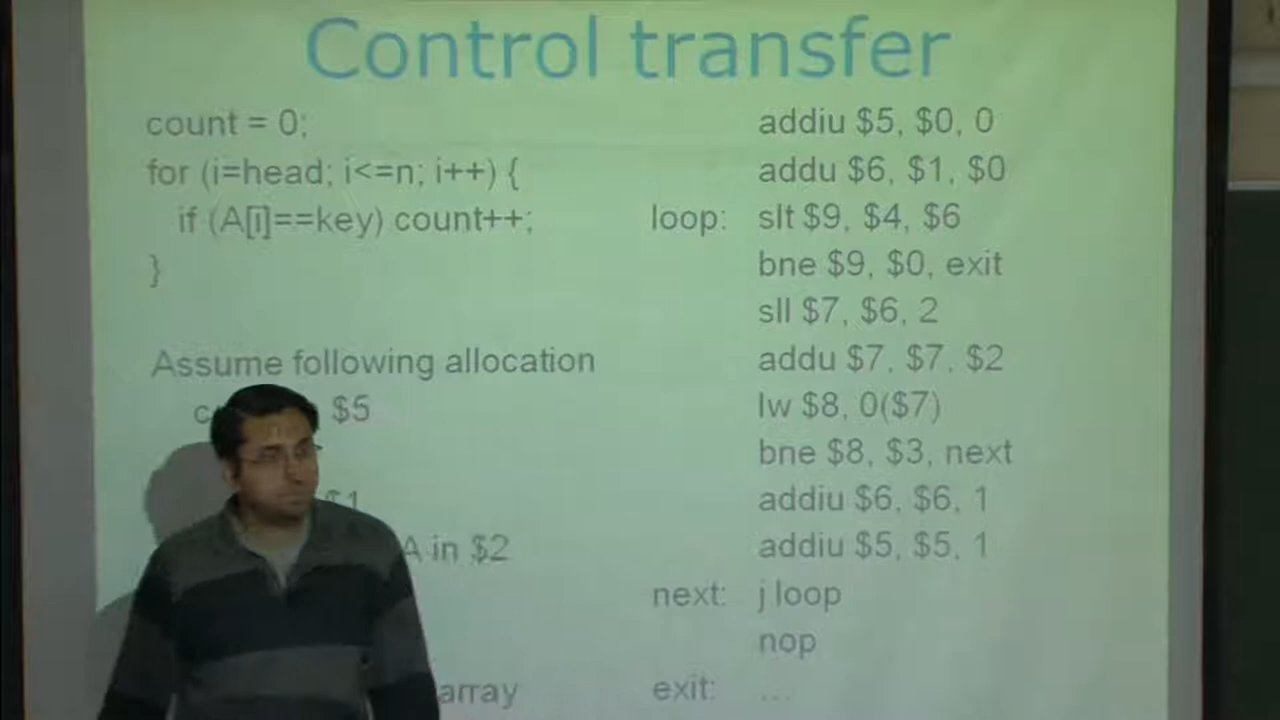 Control transfer
count = 0;
for (i=head; i<=n; i++) {
if (A[i]==key) count++;
}
Assume following allocation
$5
$1
A in $2
array
addiu $5, $0, 0
addu $6, $1, $0
loop: slt $9, $4, $6
bne $9, $0, exit
sll $7, $6, 2
addu $7, $7, $2
lw $8, 0($7)
bne $8, $3, next
addiu $6, $6, 1
addiu $5, $5, 1
next: j loop
nop
exit: ...